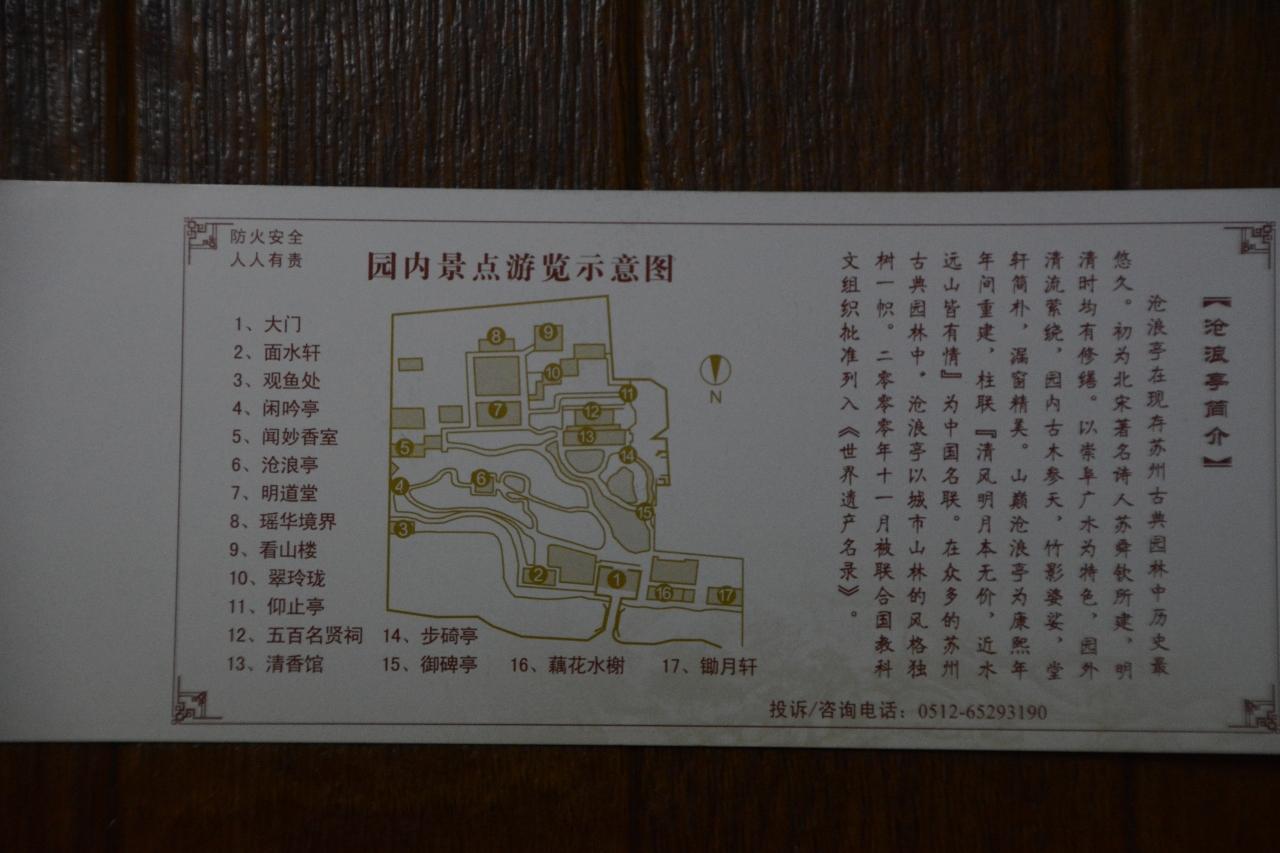 防火安全
人人有责
园内景点游览示意图
1、大门
2、面水轩
3、观鱼处
4、闲吟亭
5、闻妙香室
6、沧浪亭
7、明道堂
8、瑶华境界
9、看山楼
10、翠玲珑
11、仰止亭
12、五百名贤祠
14、步碕亭
13、清香馆
15、御碑亭
16、藕花水榭
17、锄月轩
8
9
10
11
7
12
13
5
14
6
4
15
3
2
1
16
17
N
【沧浪亭简介】
沧浪亭在现存苏州古典园林中历史最
悠久。初为北宋著名诗人苏舜钦所建，明
清时均有修缮。以崇阜广水为特色，园外
清流萦绕，园内古木参天，竹影婆娑，堂
轩简朴，漏窗精美。山巅沧浪亭为康熙年
年间重建，柱联『清风明月本无价，近水
远山皆有情』为中国名联。在众多的苏州
古典园林中，沧浪亭以城市山林的风格独
树一帜。二零零零年十一月被联合国教科
文组织批准列入《世界遗产名录》。
投诉/咨询电话：0512-65293190